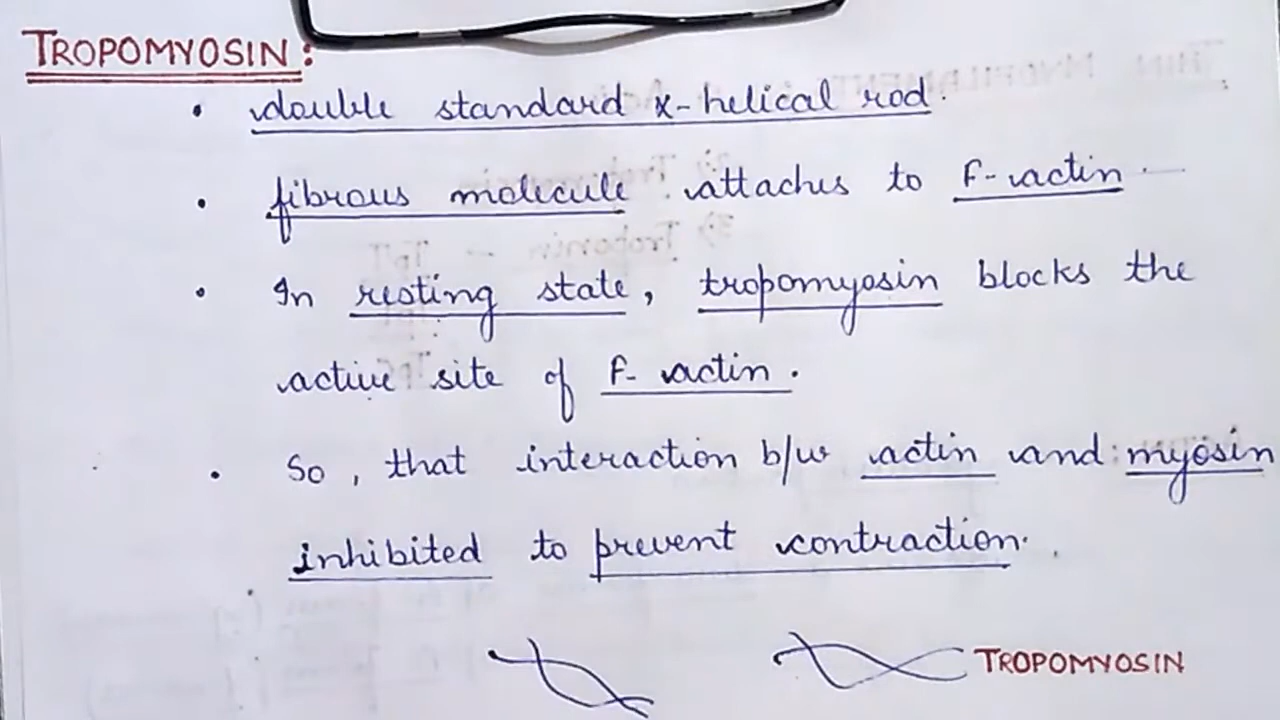 TROPOMYOSIN:
• double standard α-helical rod.
• fibrous molecule attaches to F-actin.
• In resting state, tropomyosin blocks the
active site of F-actin.
• So, that interaction b/w actin and myosin
inhibited to prevent contraction.
TROPOMYOSIN